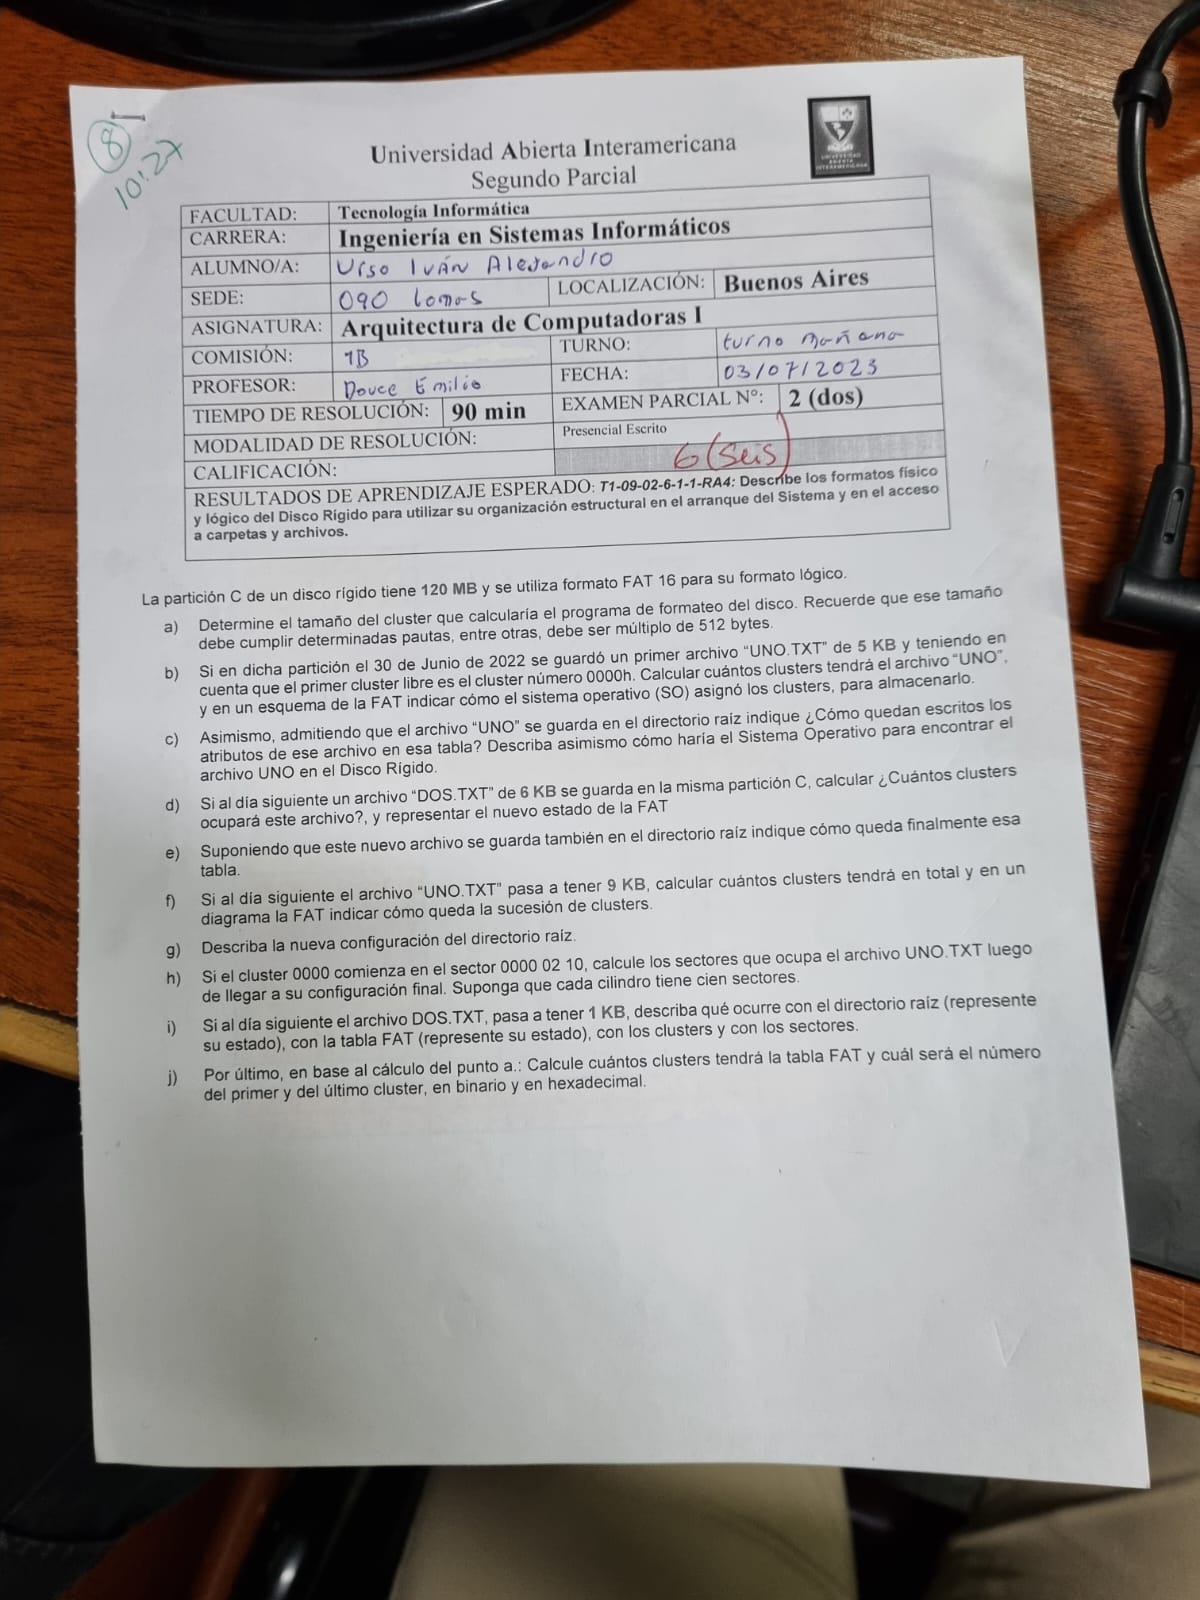 8
10:27
Universidad Abierta Interamericana
Segundo Parcial
UNIVERSIDAD
ABIERTA
INTERAMERICANA
FACULTAD: Tecnología Informática
CARRERA: Ingeniería en Sistemas Informáticos
ALUMNO/A: Urso Iván Alejandro
SEDE: 090 Lomas LOCALIZACIÓN: Buenos Aires
ASIGNATURA: Arquitectura de Computadoras I
COMISIÓN: 1B TURNO: turno mañana
PROFESOR: Douce Emilio FECHA: 03/07/2023
TIEMPO DE RESOLUCIÓN: 90 min EXAMEN PARCIAL Nº: 2 (dos)
MODALIDAD DE RESOLUCIÓN: Presencial Escrito
CALIFICACIÓN: 6 (seis)
RESULTADOS DE APRENDIZAJE ESPERADO: T1-09-02-6-1-1-RA4: Describe los formatos físico
y lógico del Disco Rígido para utilizar su organización estructural en el arranque del Sistema y en el acceso
a carpetas y archivos.
La partición C de un disco rígido tiene 120 MB y se utiliza formato FAT 16 para su formato lógico.
a) Determine el tamaño del cluster que calcularía el programa de formateo del disco. Recuerde que ese tamaño
debe cumplir determinadas pautas, entre otras, debe ser múltiplo de 512 bytes.
b) Si en dicha partición el 30 de Junio de 2022 se guardó un primer archivo “UNO.TXT” de 5 KB y teniendo en
cuenta que el primer cluster libre es el cluster número 0000h. Calcular cuántos clusters tendrá el archivo “UNO”,
y en un esquema de la FAT indicar cómo el sistema operativo (SO) asignó los clusters, para almacenarlo.
c) Asimismo, admitiendo que el archivo “UNO” se guarda en el directorio raíz indique ¿Cómo quedan escritos los
atributos de ese archivo en esa tabla? Describa asimismo cómo haría el Sistema Operativo para encontrar el
archivo UNO en el Disco Rígido.
d) Si al día siguiente un archivo “DOS.TXT” de 6 KB se guarda en la misma partición C, calcular ¿Cuántos clusters
ocupará este archivo?, y representar el nuevo estado de la FAT
e) Suponiendo que este nuevo archivo se guarda también en el directorio raíz indique cómo queda finalmente esa
tabla.
f) Si al día siguiente el archivo “UNO.TXT” pasa a tener 9 KB, calcular cuántos clusters tendrá en total y en un
diagrama la FAT indicar cómo queda la sucesión de clusters.
g) Describa la nueva configuración del directorio raíz.
h) Si el cluster 0000 comienza en el sector 0000 02 10, calcule los sectores que ocupa el archivo UNO.TXT luego
de llegar a su configuración final. Suponga que cada cilindro tiene cien sectores.
i) Si al día siguiente el archivo DOS.TXT, pasa a tener 1 KB, describa qué ocurre con el directorio raíz (represente
su estado), con la tabla FAT (represente su estado), con los clusters y con los sectores.
j) Por último, en base al cálculo del punto a.: Calcule cuántos clusters tendrá la tabla FAT y cuál será el número
del primer y del último cluster, en binario y en hexadecimal.